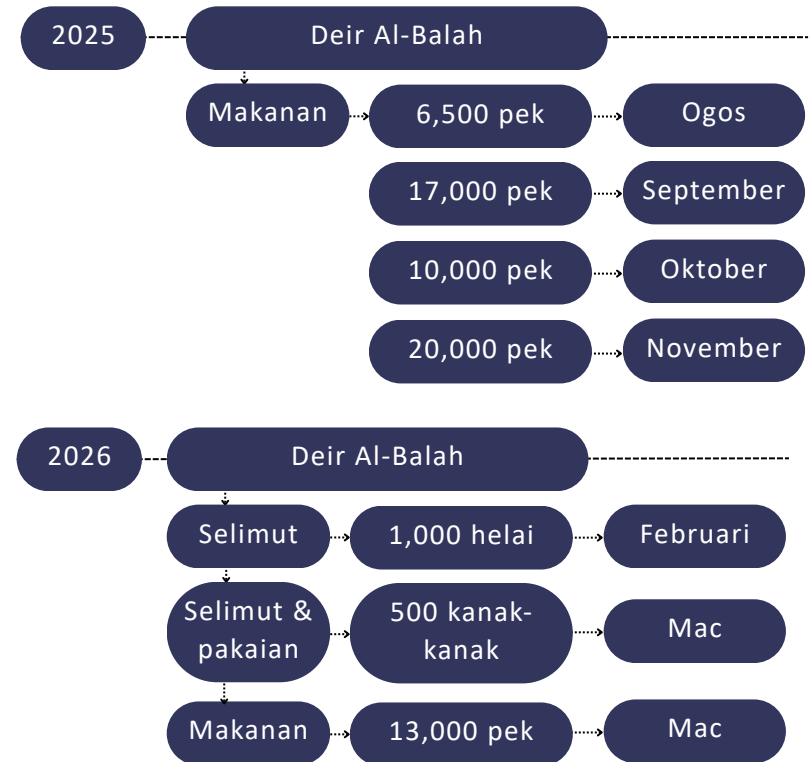 2025
Deir Al-Balah
Makanan
6,500 pek
Ogos
17,000 pek
September
10,000 pek
Oktober
20,000 pek
November
2026
Deir Al-Balah
Selimut
1,000 helai
Februari
Selimut &
pakaian
500 kanak-
kanak
Mac
Makanan
13,000 pek
Mac